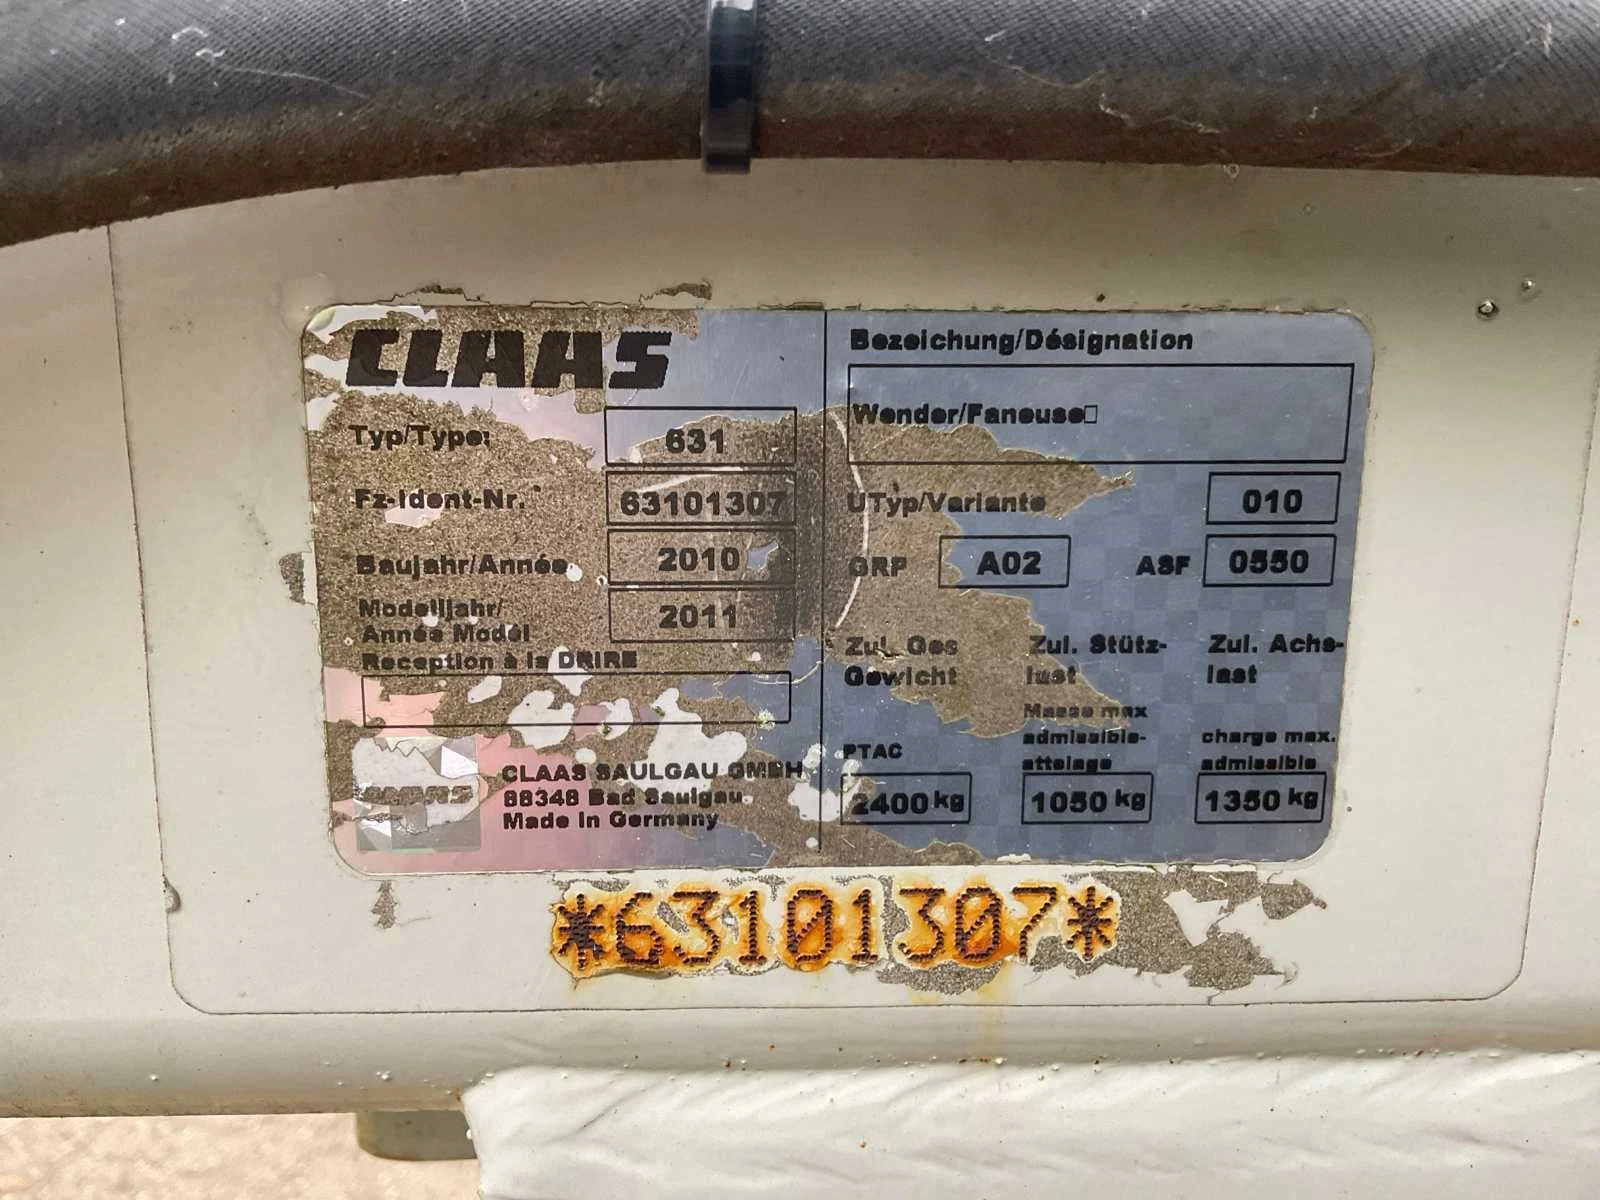 CLAAS
Typ/Type: 631
Fz-Ident-Nr. 63101307
Baujahr/Année 2010
Modelljahr/
Année Modél 2011
Reception à la DRIRE
CLAAS
CLAAS SAULGAU GMBH
88348 Bad Saulgau
Made in Germany
Bezeichung/Désignation
Wender/Faneuse□
UTyp/Variante 010
GRP A02 ASF 0550
Zul. Ges Zul. Stütz- Zul. Achs-
Gewicht last last
Masse max
PTAC admissible- charge max.
attelage admissible
2400 kg 1050 kg 1350 kg
*63101307*